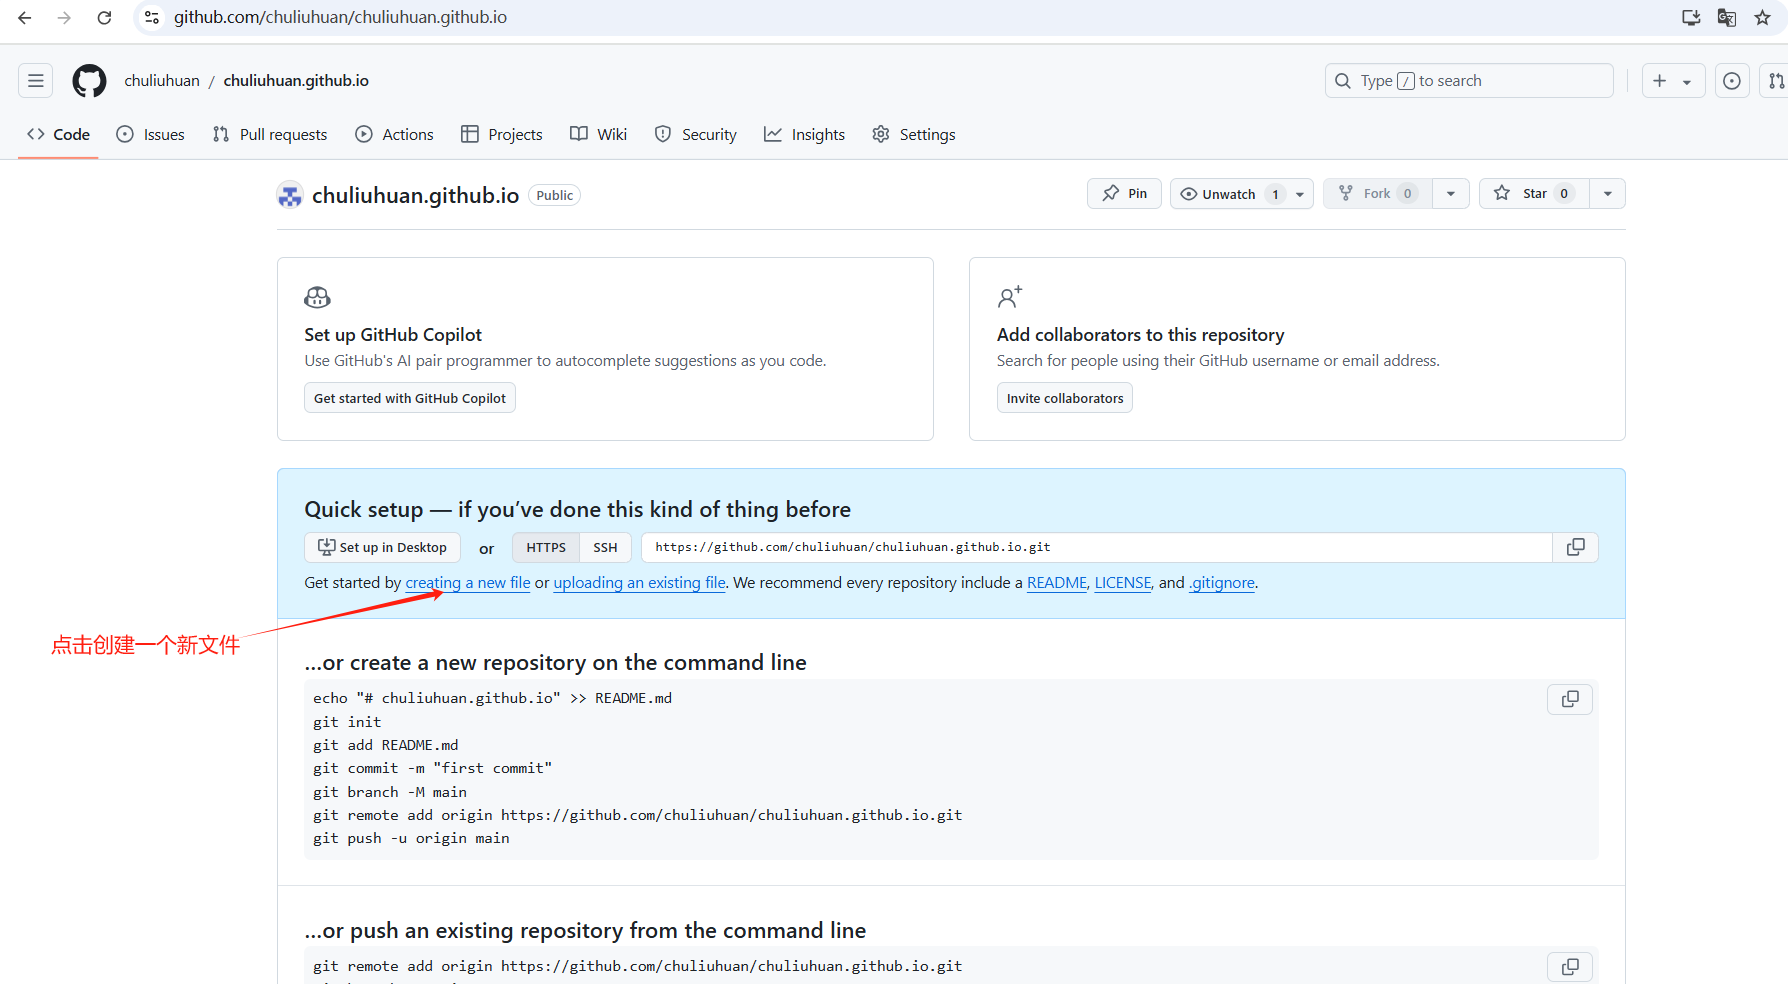 github.com/chuliuhuan/chuliuhuan.github.io
chuliuhuan / chuliuhuan.github.io
Type / to search
Code Issues Pull requests Actions Projects Wiki Security Insights Settings
chuliuhuan.github.io Public
Pin Unwatch 1 Fork 0 Star 0
Set up GitHub Copilot
Use GitHub's AI pair programmer to autocomplete suggestions as you code.
Get started with GitHub Copilot
Add collaborators to this repository
Search for people using their GitHub username or email address.
Invite collaborators
Quick setup — if you’ve done this kind of thing before
Set up in Desktop or HTTPS SSH https://github.com/chuliuhuan/chuliuhuan.github.io.git
Get started by creating a new file or uploading an existing file. We recommend every repository include a README, LICENSE, and .gitignore.
点击创建一个新文件
…or create a new repository on the command line
echo "# chuliuhuan.github.io" >> README.md
git init
git add README.md
git commit -m "first commit"
git branch -M main
git remote add origin https://github.com/chuliuhuan/chuliuhuan.github.io.git
git push -u origin main
…or push an existing repository from the command line
git remote add origin https://github.com/chuliuhuan/chuliuhuan.github.io.git